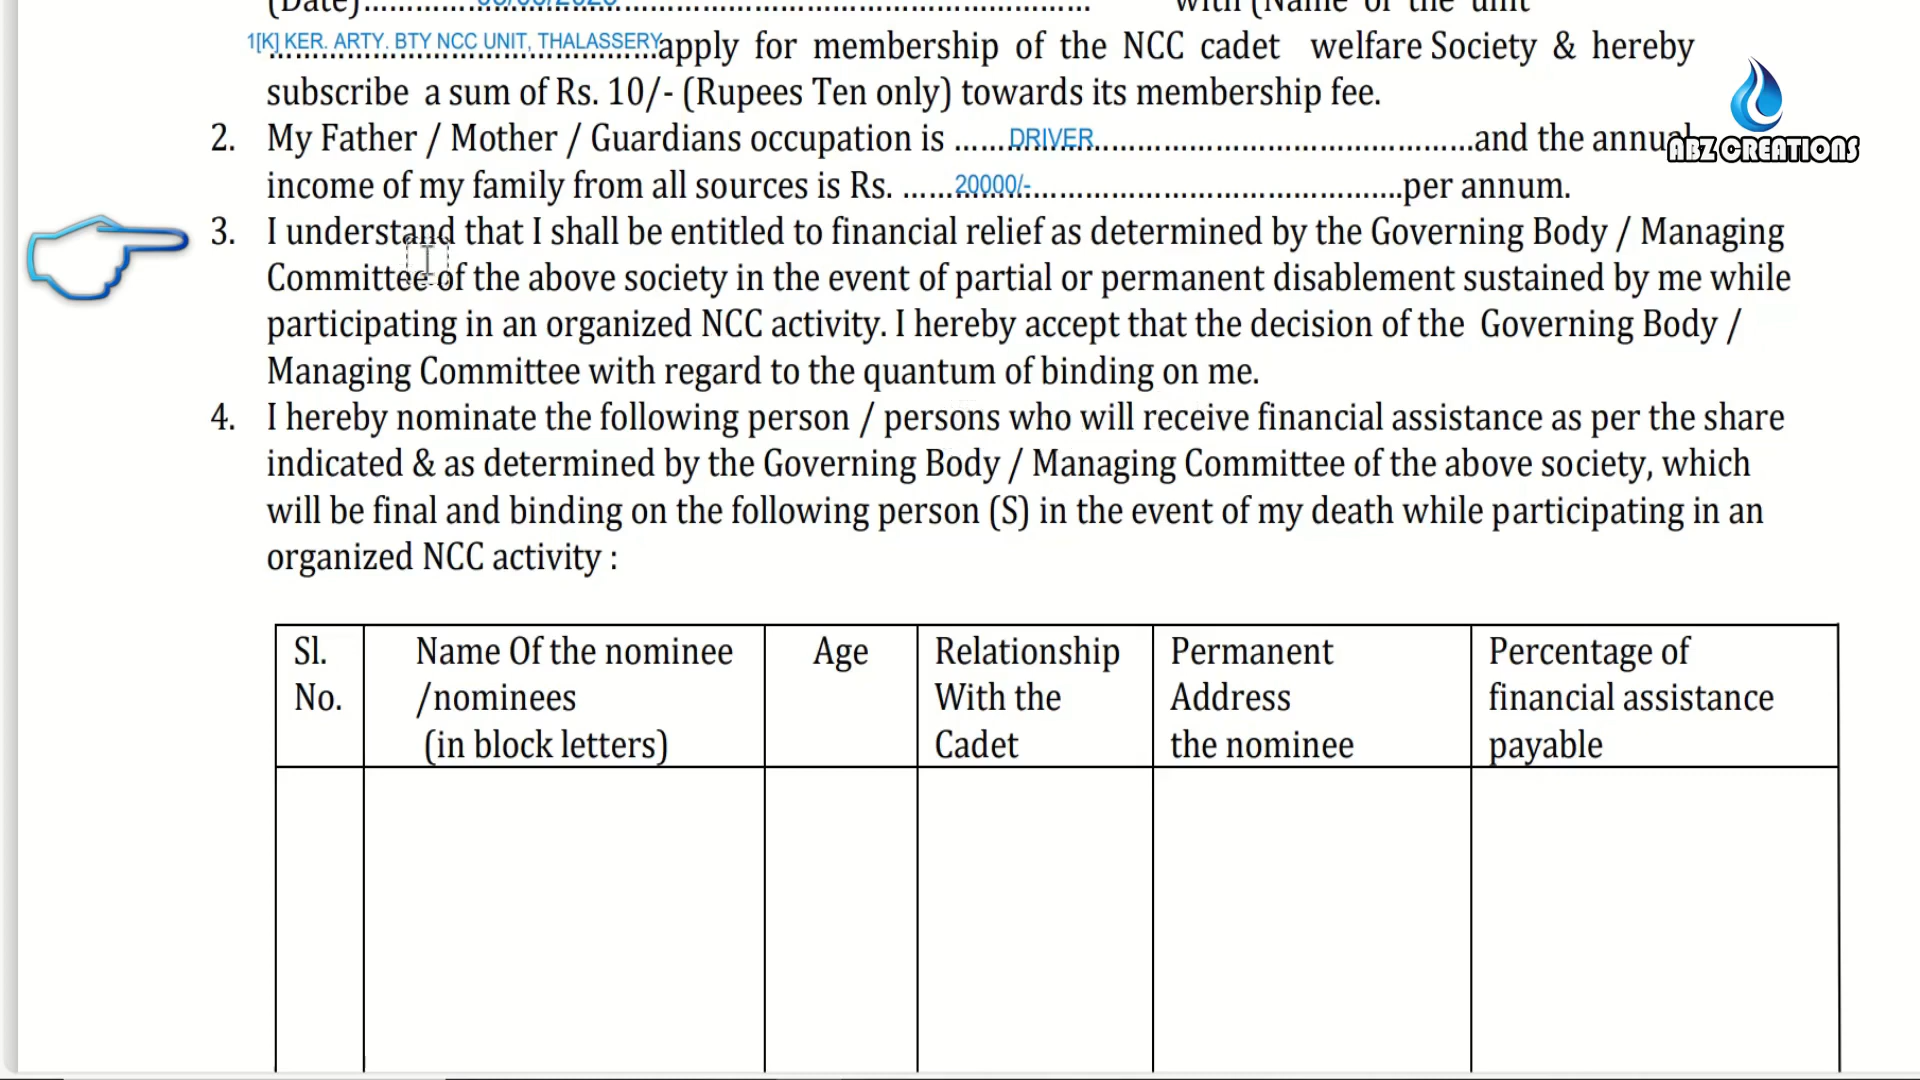 (Date)........................................ with (Name of the unit
1[K] KER. ARTY. BTY NCC UNIT, THALASSERY apply for membership of the NCC cadet welfare Society & hereby
subscribe a sum of Rs. 10/- (Rupees Ten only) towards its membership fee.
2. My Father / Mother / Guardians occupation is ......DRIVER........................................and the annual
income of my family from all sources is Rs. ......20000/-........................................per annum.
3. I understand that I shall be entitled to financial relief as determined by the Governing Body / Managing
Committee of the above society in the event of partial or permanent disablement sustained by me while
participating in an organized NCC activity. I hereby accept that the decision of the Governing Body /
Managing Committee with regard to the quantum of binding on me.
4. I hereby nominate the following person / persons who will receive financial assistance as per the share
indicated & as determined by the Governing Body / Managing Committee of the above society, which
will be final and binding on the following person (S) in the event of my death while participating in an
organized NCC activity :
Sl. No.
Name Of the nominee /nominees (in block letters)
Age
Relationship With the Cadet
Permanent Address the nominee
Percentage of financial assistance payable
ABZ CREATIONS